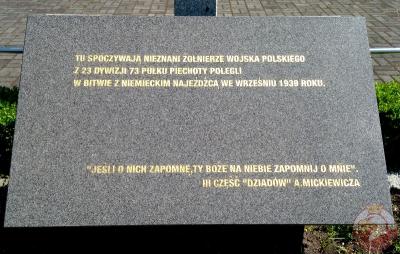 TU SPOCZYWAJĄ NIEZNANI ŻOŁNIERZE WOJSKA POLSKIEGO
Z 23 DYWIZJI 73 PUŁKU PIECHOTY POLEGLI
W BITWIE Z NIEMIECKIM NAJEŹDŹCĄ WE WRZEŚNIU 1939 ROKU.
"JEŚLI O NICH ZAPOMNĘ,TY BOŻE NA NIEBIE ZAPOMNIJ O MNIE".
III CZĘŚĆ "DZIADÓW" A.MICKIEWICZA